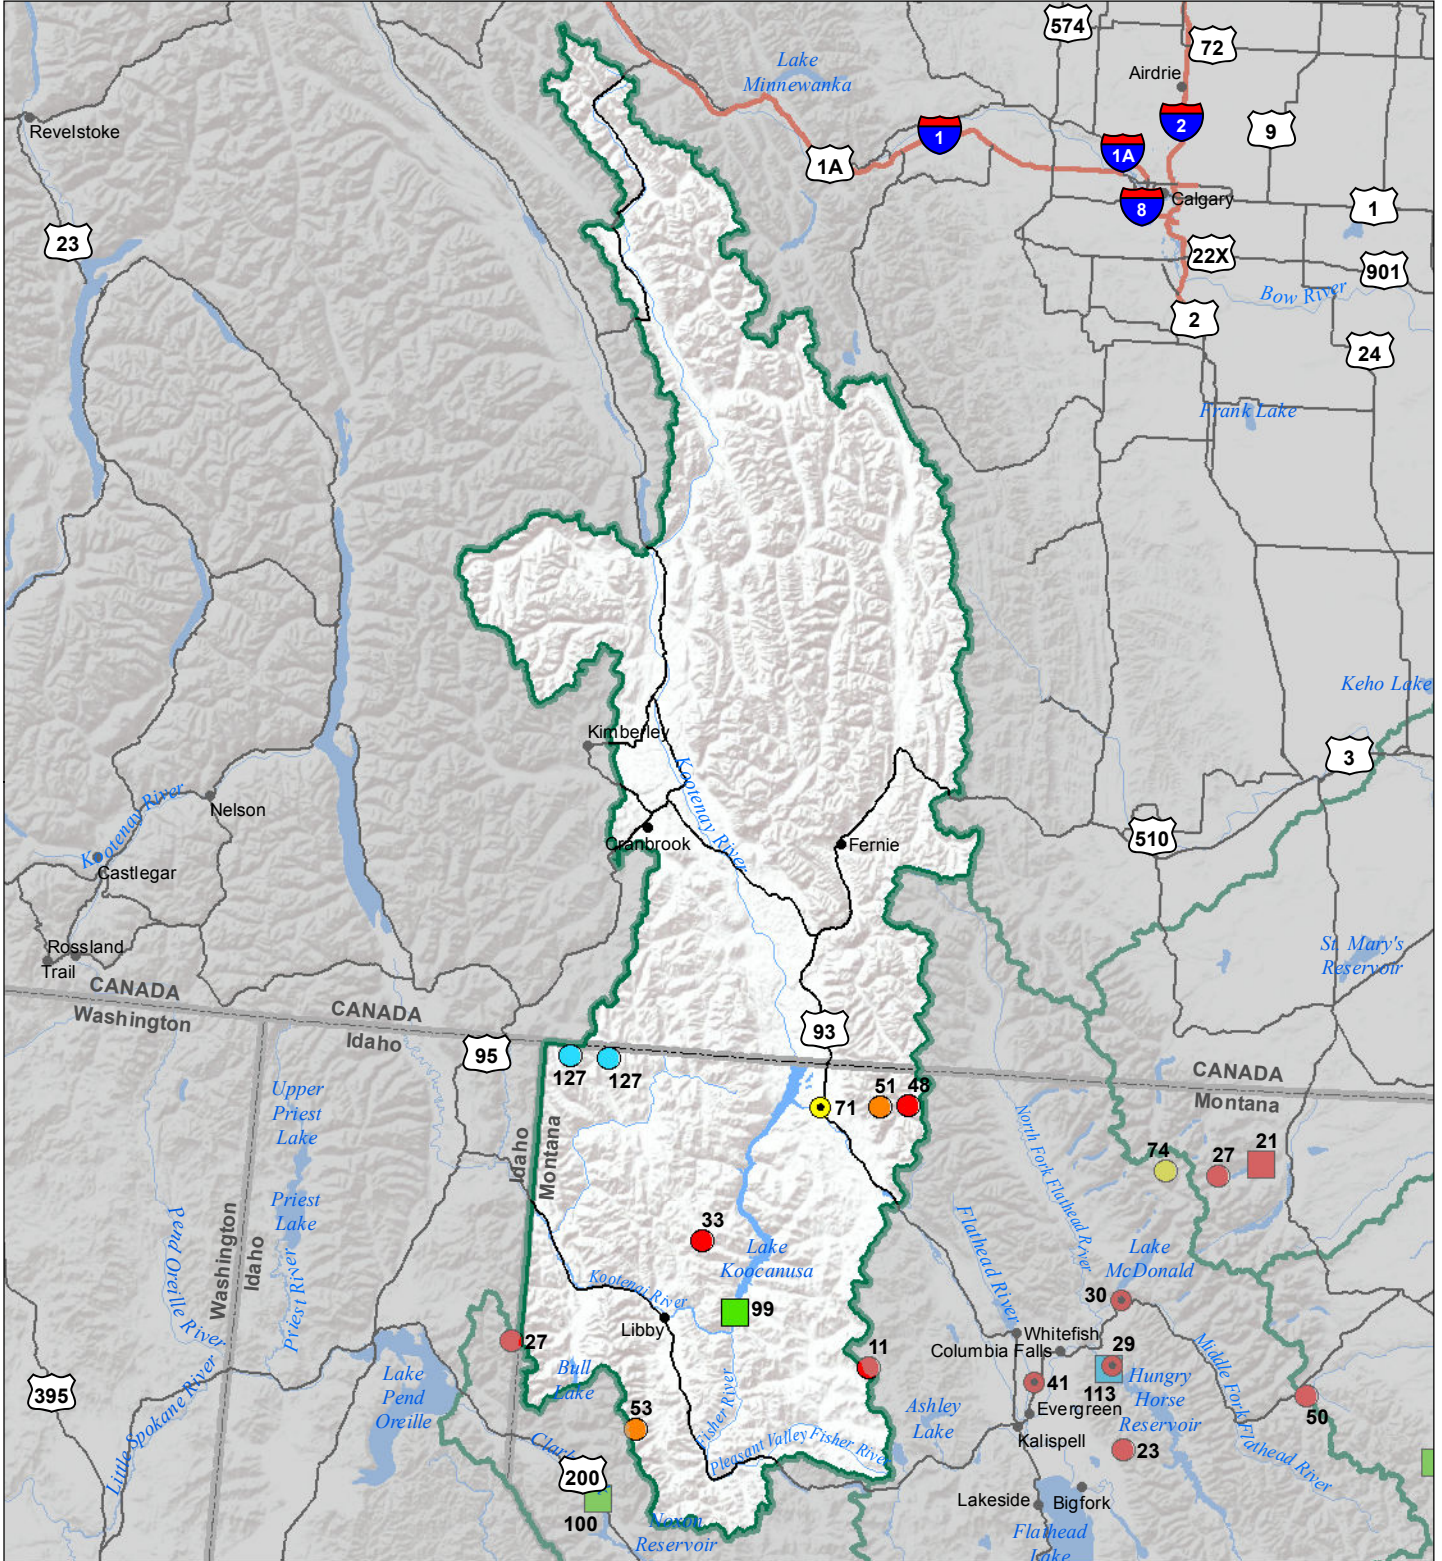 574
72
Lake
Minnewanka
Airdrie
Revelstoke
1
2
9
1A
1A
8
Calgary
1
23
22X
901
Bow River
2
24
Frank Lake
Keho Lake
Kimberley
3
Kootenay River
Kootenay River
Nelson
510
Cranbrook
Fernie
Castlegar
Rossland
Trail
St. Mary's
Reservoir
CANADA
Washington
CANADA
Idaho
93
95
127
127
CANADA
Montana
Upper
Priest
Lake
71
51
48
North Fork Flathead River
Idaho
Montana
74
27
21
Priest
Lake
Pend Oreille River
Washington
Idaho
Priest River
33
Lake
Koocanusa
Flathead River
Lake
McDonald
Kootenai River
30
99
Libby
27
Whitefish
Columbia Falls
29
11
Bull
Lake
Middle Fork Flathead River
395
Lake
Pend
Oreille
41
113
Hungry
Horse
Reservoir
50
Little Spokane River
53
Fisher River
Ashley
Lake
Evergreen
Kalispell
23
Clark
Pleasant Valley Fisher River
200
100
Noxon
Reservoir
Lakeside
Bigfork
Flathead
Lake